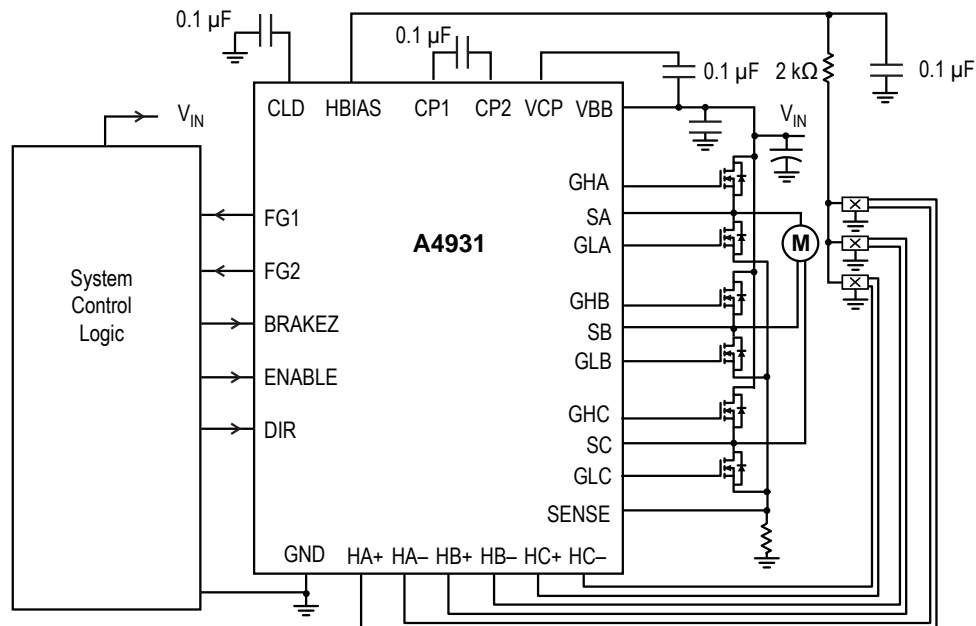 0.1 µF
0.1 µF
0.1 µF
2 kΩ
0.1 µF
CLD HBIAS CP1 CP2 VCP VBB
V_IN
V_IN
A4931
System
Control
Logic
FG1
FG2
BRAKEZ
ENABLE
DIR
GHA
SA
GLA
GHB
SB
GLB
GHC
SC
GLC
SENSE
M
GND HA+ HA– HB+ HB– HC+ HC–